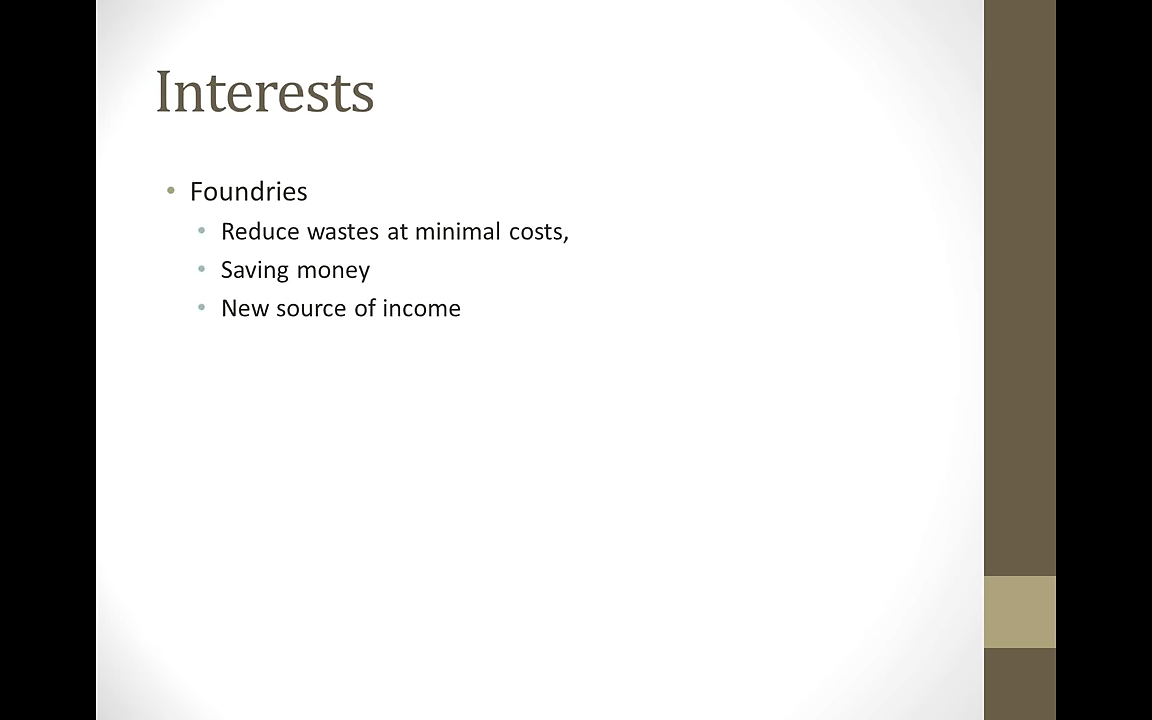 Interests
• Foundries
• Reduce wastes at minimal costs,
• Saving money
• New source of income